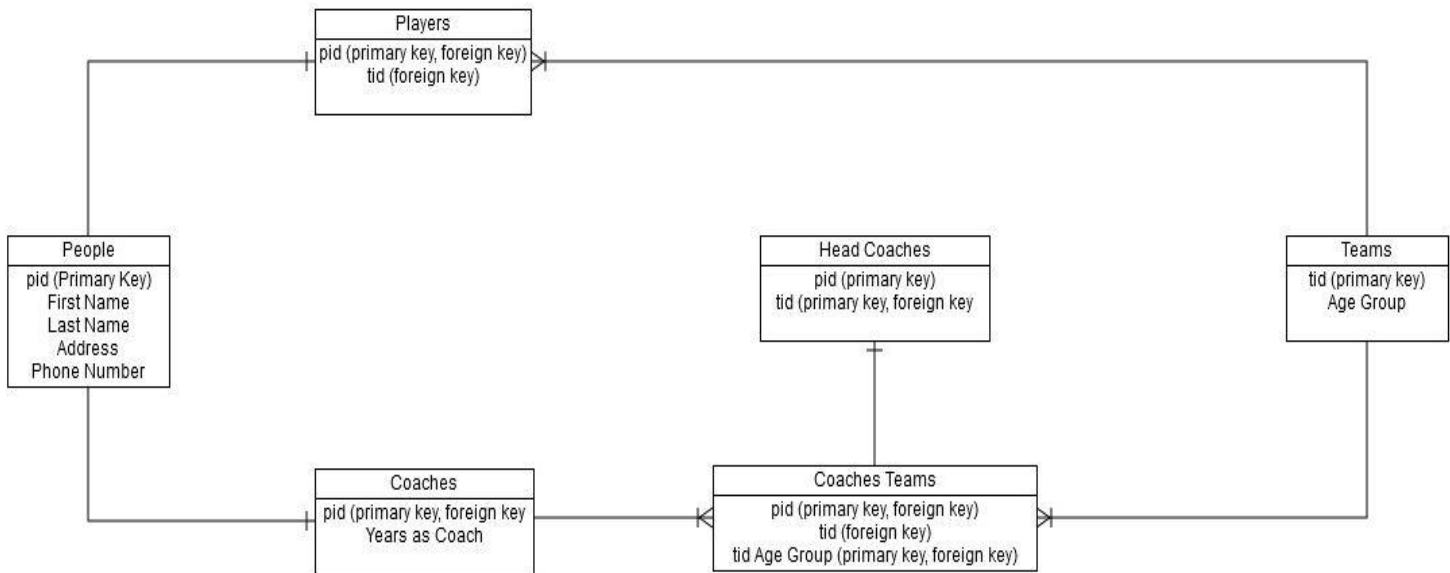 Players
pid (primary key, foreign key)
tid (foreign key)
People
pid (Primary Key)
First Name
Last Name
Address
Phone Number
Head Coaches
pid (primary key)
tid (primary key, foreign key
Teams
tid (primary key)
Age Group
Coaches
pid (primary key, foreign key
Years as Coach
Coaches Teams
pid (primary key, foreign key)
tid (foreign key)
tid Age Group (primary key, foreign key)